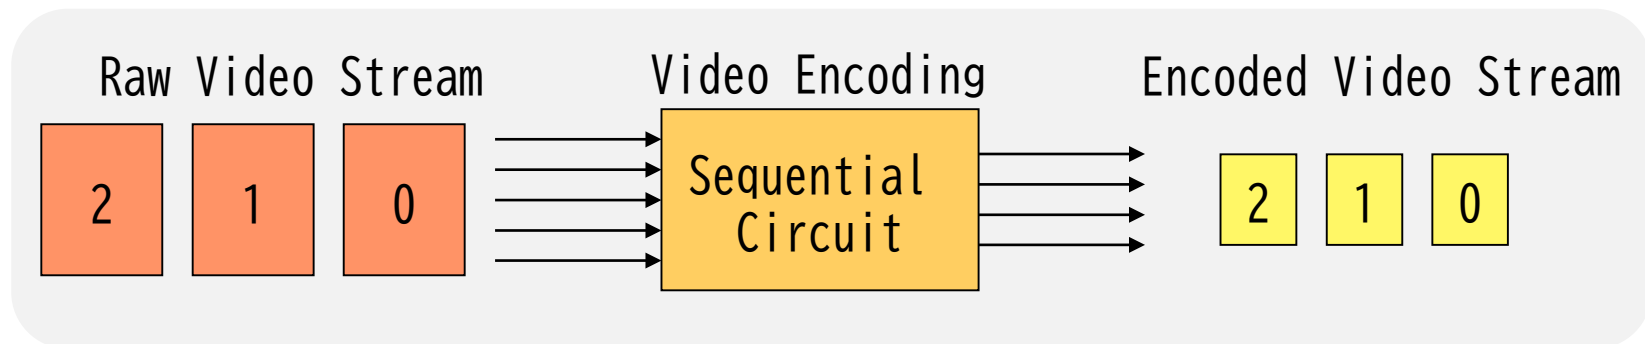 Raw Video Stream
Video Encoding
Encoded Video Stream
2 1 0
Sequential
Circuit
2 1 0